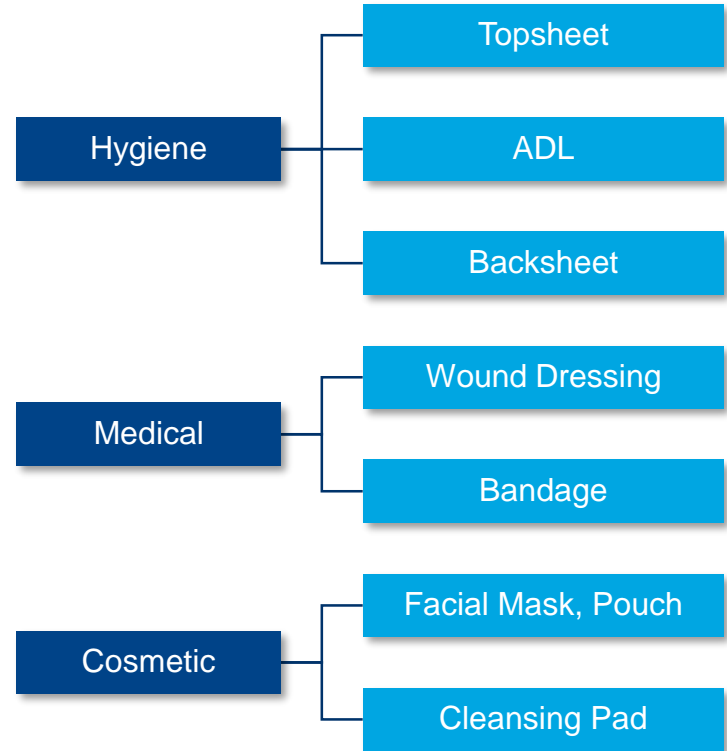 Hygiene
Topsheet
ADL
Backsheet
Medical
Wound Dressing
Bandage
Cosmetic
Facial Mask, Pouch
Cleansing Pad